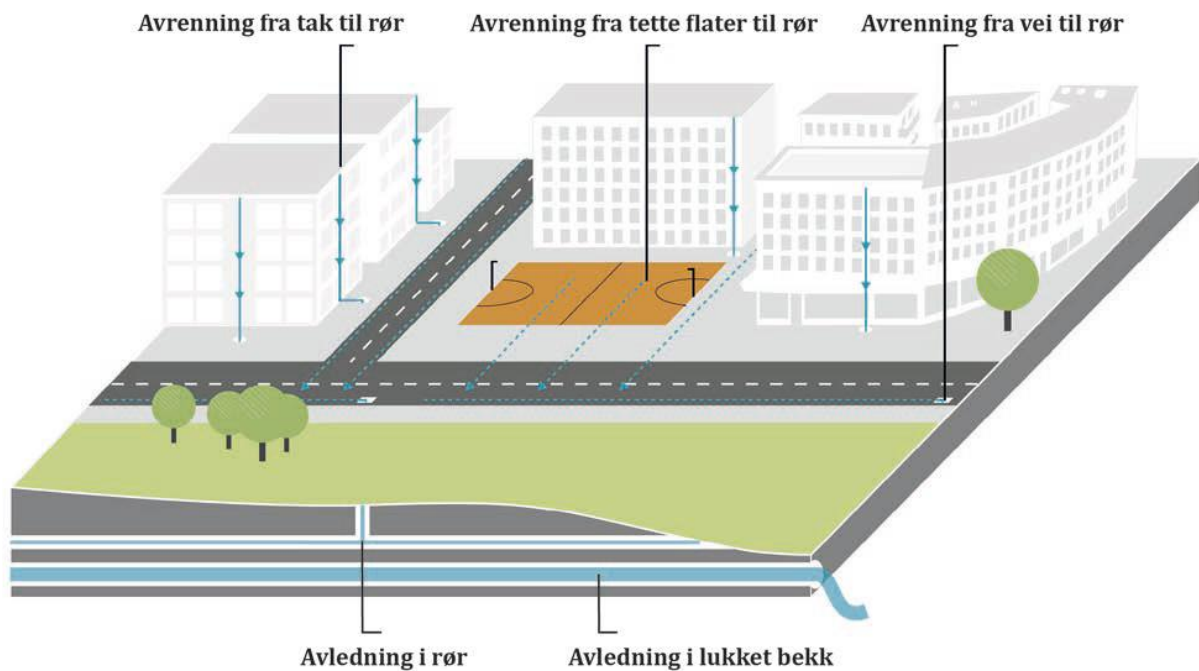 Avrenning fra tak til rør
Avrenning fra tette flater til rør
Avrenning fra vei til rør
Avledning i rør
Avledning i lukket bekk